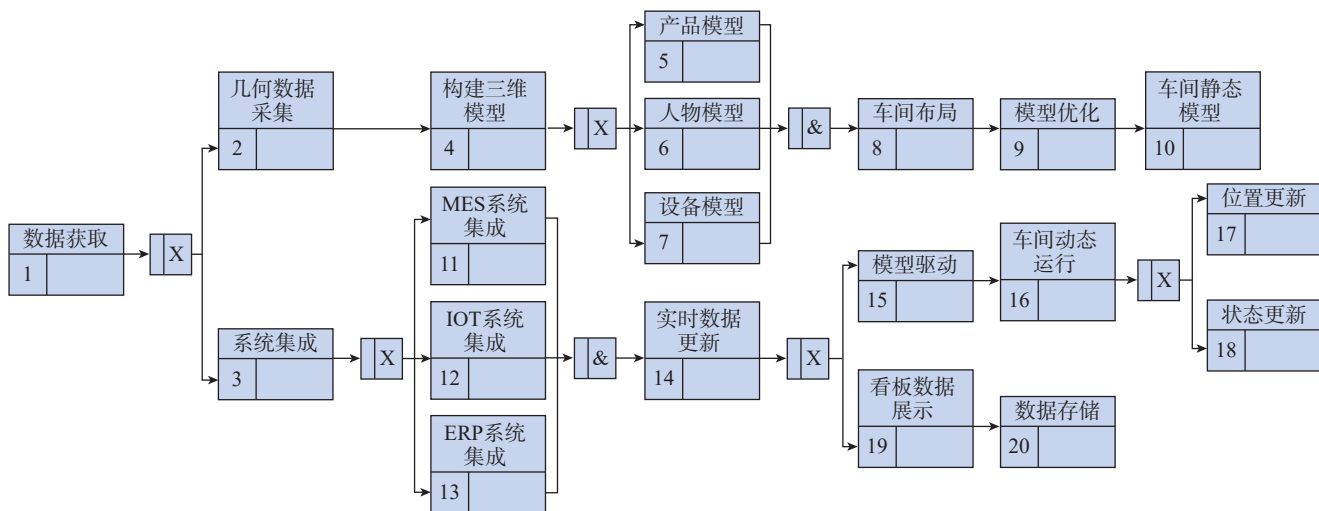 数据获取
1
X
几何数据
采集
2
系统集成
3
构建三维
模型
4
X
产品模型
5
人物模型
6
设备模型
7
&
车间布局
8
模型优化
9
车间静态
模型
10
X
MES系统
集成
11
IOT系统
集成
12
ERP系统
集成
13
&
实时数据
更新
14
X
模型驱动
15
车间动态
运行
16
X
位置更新
17
状态更新
18
看板数据
展示
19
数据存储
20